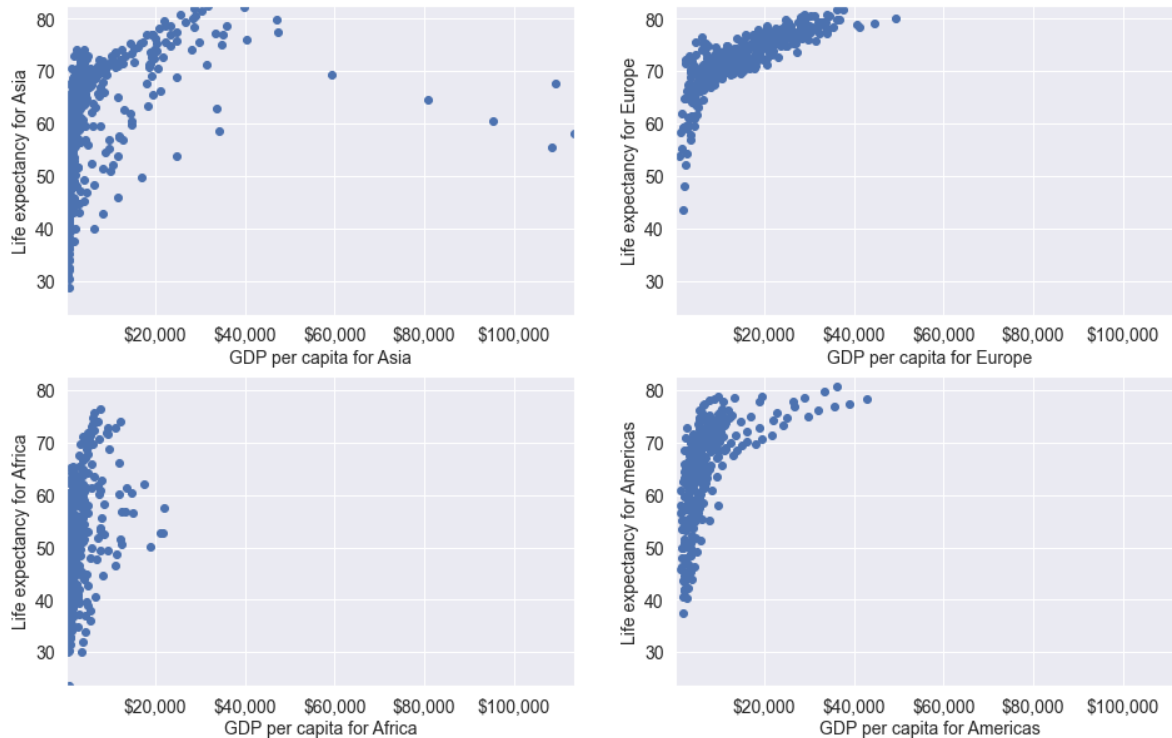 80
70
60
50
40
30
Life expectancy for Asia
$20,000 $40,000 $60,000 $80,000 $100,000
GDP per capita for Asia
80
70
60
50
40
30
Life expectancy for Europe
$20,000 $40,000 $60,000 $80,000 $100,000
GDP per capita for Europe
80
70
60
50
40
30
Life expectancy for Africa
$20,000 $40,000 $60,000 $80,000 $100,000
GDP per capita for Africa
80
70
60
50
40
30
Life expectancy for Americas
$20,000 $40,000 $60,000 $80,000 $100,000
GDP per capita for Americas